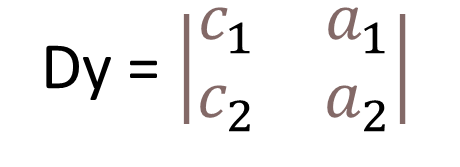 Dy = | c₁ a₁ |
| c₂ a₂ |